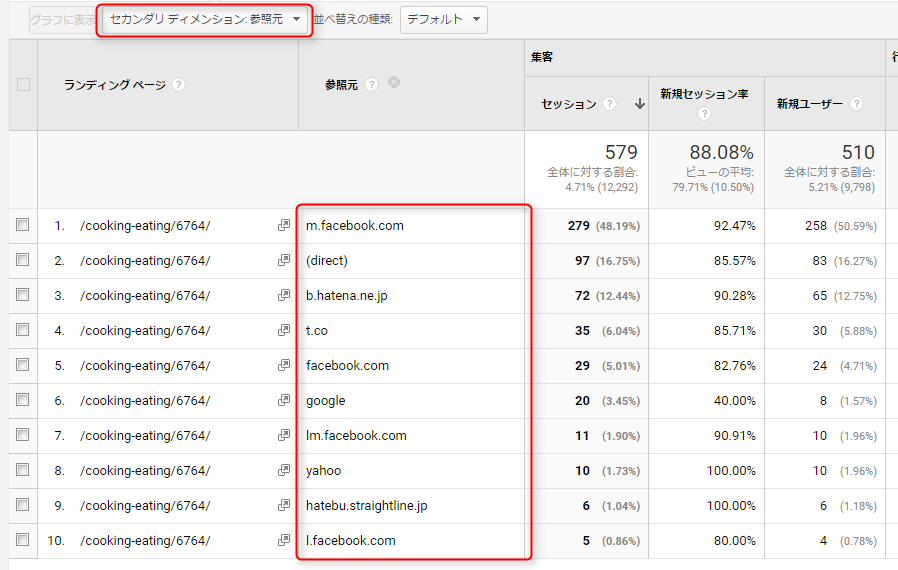 グラフに表示 セカンダリ ディメンション: 参照元 並べ替えの種類: デフォルト
集客
ランディング ページ ? 参照元 ? セッション ? 新規セッション率 ? 新規ユーザー ?
579 88.08% 510
全体に対する割合: ビューの平均: 全体に対する割合:
4.71% (12,292) 79.71% (10.50%) 5.21% (9,798)
1. /cooking-eating/6764/ m.facebook.com 279 (48.19%) 92.47% 258 (50.59%)
2. /cooking-eating/6764/ (direct) 97 (16.75%) 85.57% 83 (16.27%)
3. /cooking-eating/6764/ b.hatena.ne.jp 72 (12.44%) 90.28% 65 (12.75%)
4. /cooking-eating/6764/ t.co 35 (6.04%) 85.71% 30 (5.88%)
5. /cooking-eating/6764/ facebook.com 29 (5.01%) 82.76% 24 (4.71%)
6. /cooking-eating/6764/ google 20 (3.45%) 40.00% 8 (1.57%)
7. /cooking-eating/6764/ lm.facebook.com 11 (1.90%) 90.91% 10 (1.96%)
8. /cooking-eating/6764/ yahoo 10 (1.73%) 100.00% 10 (1.96%)
9. /cooking-eating/6764/ hatebu.straightline.jp 6 (1.04%) 100.00% 6 (1.18%)
10. /cooking-eating/6764/ l.facebook.com 5 (0.86%) 80.00% 4 (0.78%)